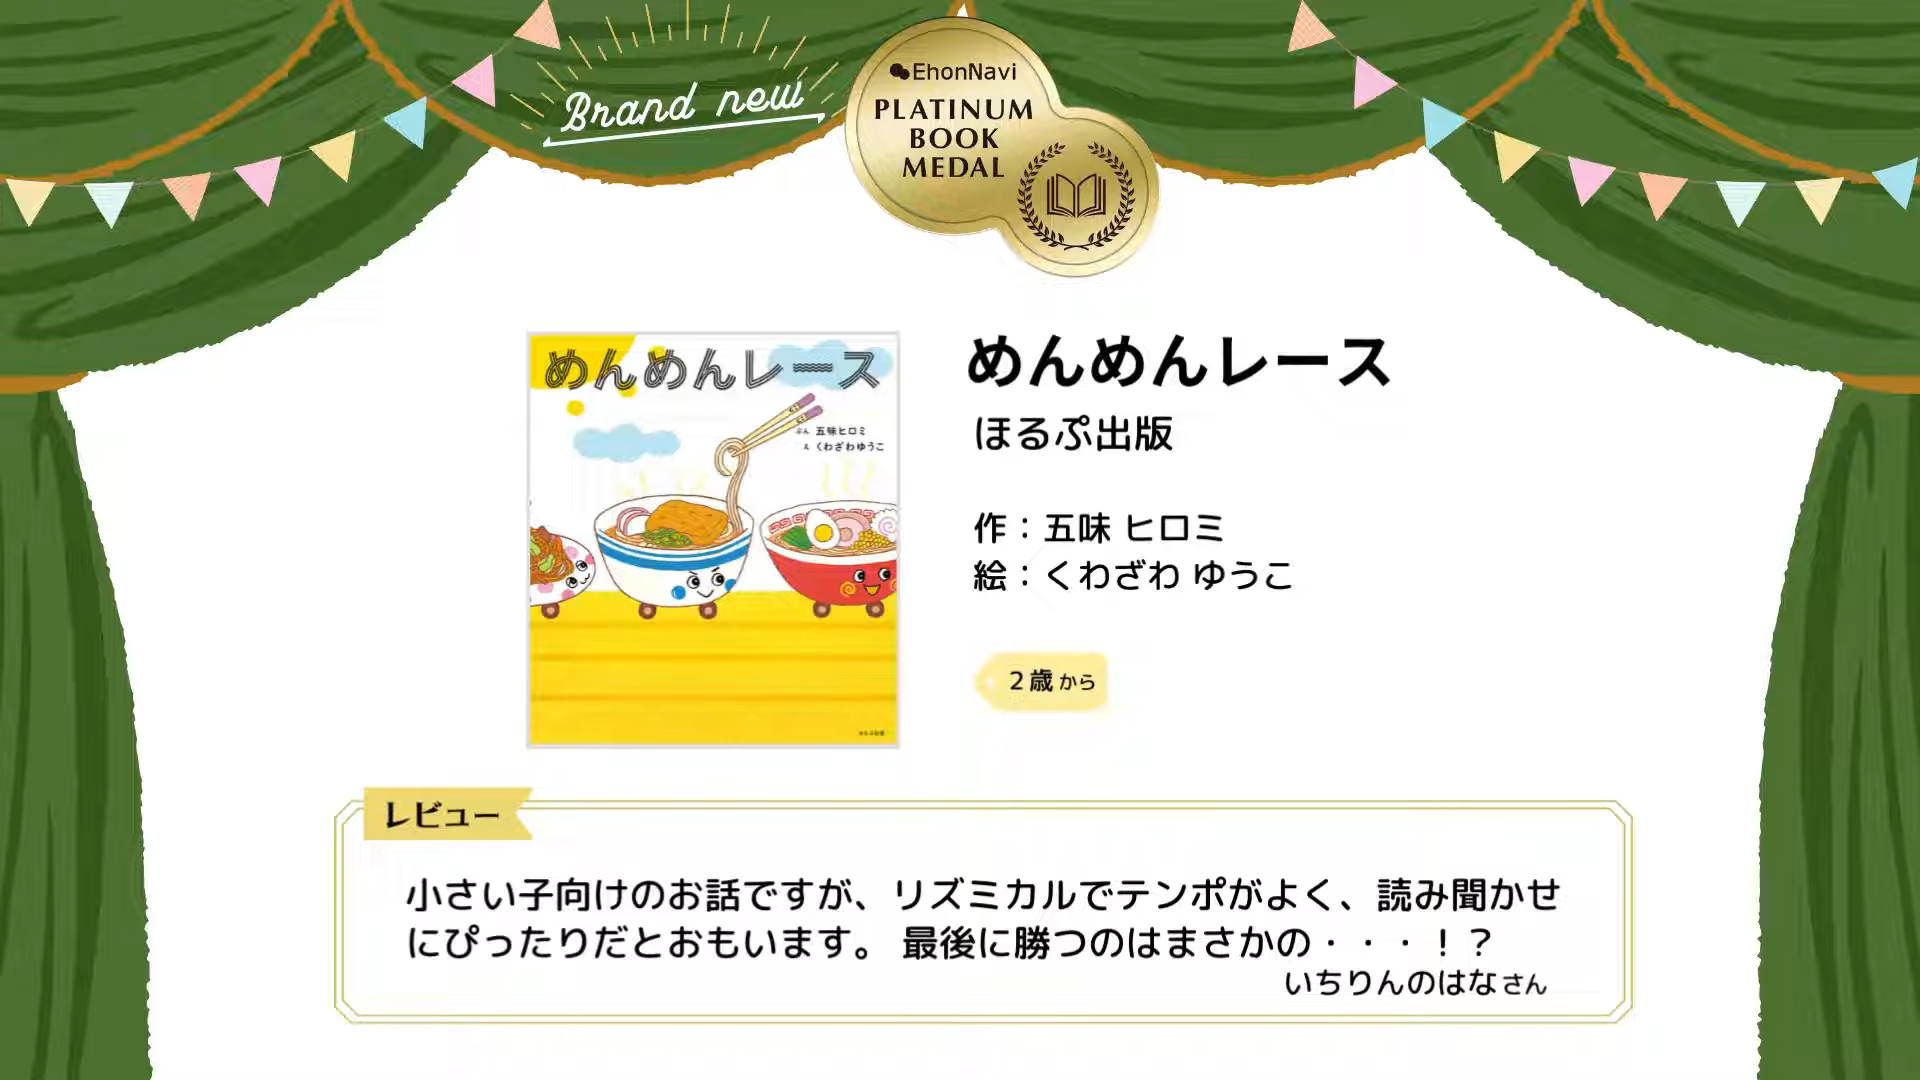 Brand new
EhonNavi
PLATINUM
BOOK
MEDAL
めんめんレース
ぶん 五味ヒロミ
え くわざわゆうこ
めんめんレース
ほるぷ出版
作：五味 ヒロミ
絵：くわざわ ゆうこ
2歳から
レビュー
小さい子向けのお話ですが、リズミカルでテンポがよく、読み聞かせ
にぴったりだとおもいます。 最後に勝つのはまさかの・・・！？
いちりんのはなさん